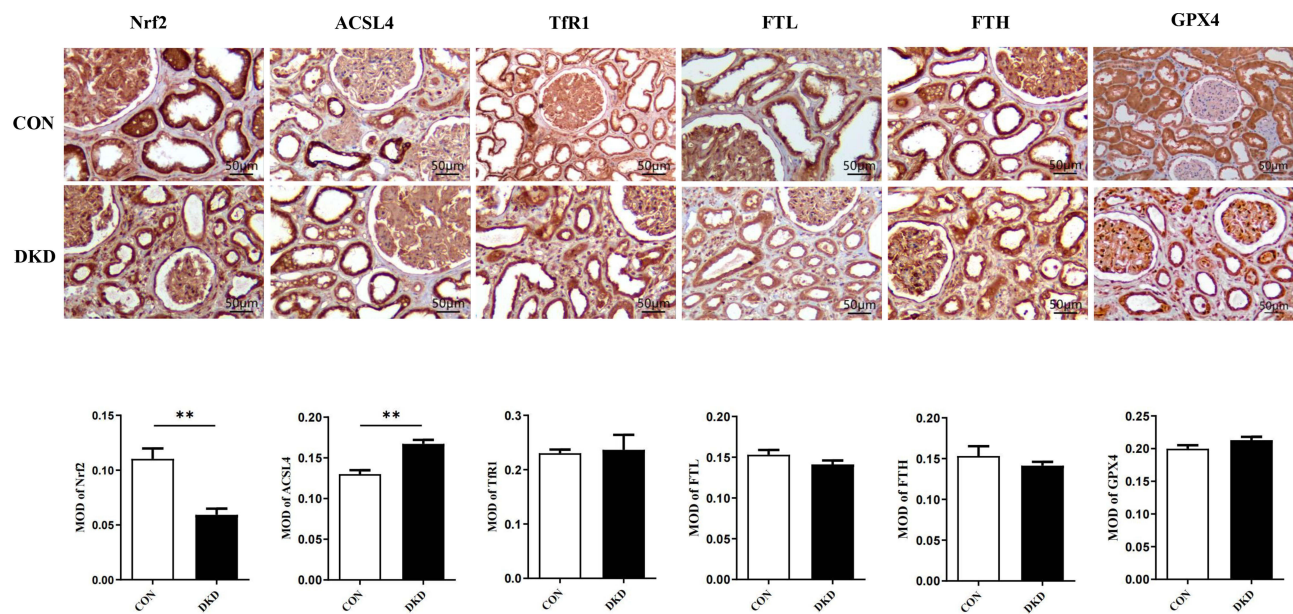 Nrf2 ACSL4 TfR1 FTL FTH GPX4
CON
50μm 50μm 50μm 50μm 50μm 50μm
DKD
50μm 50μm 50μm 50μm 50μm 50μm
MOD of Nrf2
0.15
0.10
0.05
0.00
**
CON DKD
MOD of ACSL4
0.20
0.15
0.10
0.05
0.00
**
CON DKD
MOD of TfR1
0.3
0.2
0.1
0.0
CON DKD
MOD of FTL
0.20
0.15
0.10
0.05
0.00
CON DKD
MOD of FTH
0.20
0.15
0.10
0.05
0.00
CON DKD
MOD of GPX4
0.25
0.20
0.15
0.10
0.05
0.00
CON DKD